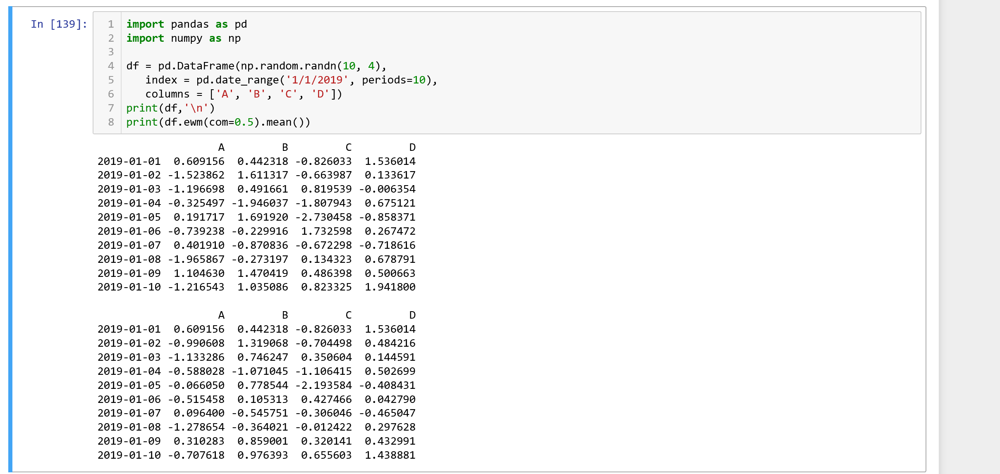 In [139]:
1 import pandas as pd
2 import numpy as np
3
4 df = pd.DataFrame(np.random.randn(10, 4),
5    index = pd.date_range('1/1/2019', periods=10),
6    columns = ['A', 'B', 'C', 'D'])
7 print(df,'\n')
8 print(df.ewm(com=0.5).mean())
                   A         B         C         D
2019-01-01  0.609156  0.442318 -0.826033  1.536014
2019-01-02 -1.523862  1.611317 -0.663987  0.133617
2019-01-03 -1.196698  0.491661  0.819539 -0.006354
2019-01-04 -0.325497 -1.946037 -1.807943  0.675121
2019-01-05  0.191717  1.691920 -2.730458 -0.858371
2019-01-06 -0.739238 -0.229916  1.732598  0.267472
2019-01-07  0.401910 -0.870836 -0.672298 -0.718616
2019-01-08 -1.965867 -0.273197  0.134323  0.678791
2019-01-09  1.104630  1.470419  0.486398  0.500663
2019-01-10 -1.216543  1.035086  0.823325  1.941800
                   A         B         C         D
2019-01-01  0.609156  0.442318 -0.826033  1.536014
2019-01-02 -0.990608  1.319068 -0.704498  0.484216
2019-01-03 -1.133286  0.746247  0.350604  0.144591
2019-01-04 -0.588028 -1.071045 -1.106415  0.502699
2019-01-05 -0.066050  0.778544 -2.193584 -0.408431
2019-01-06 -0.515458  0.105313  0.427466  0.042790
2019-01-07  0.096400 -0.545751 -0.306046 -0.465047
2019-01-08 -1.278654 -0.364021 -0.012422  0.297628
2019-01-09  0.310283  0.859001  0.320141  0.432991
2019-01-10 -0.707618  0.976393  0.655603  1.438881